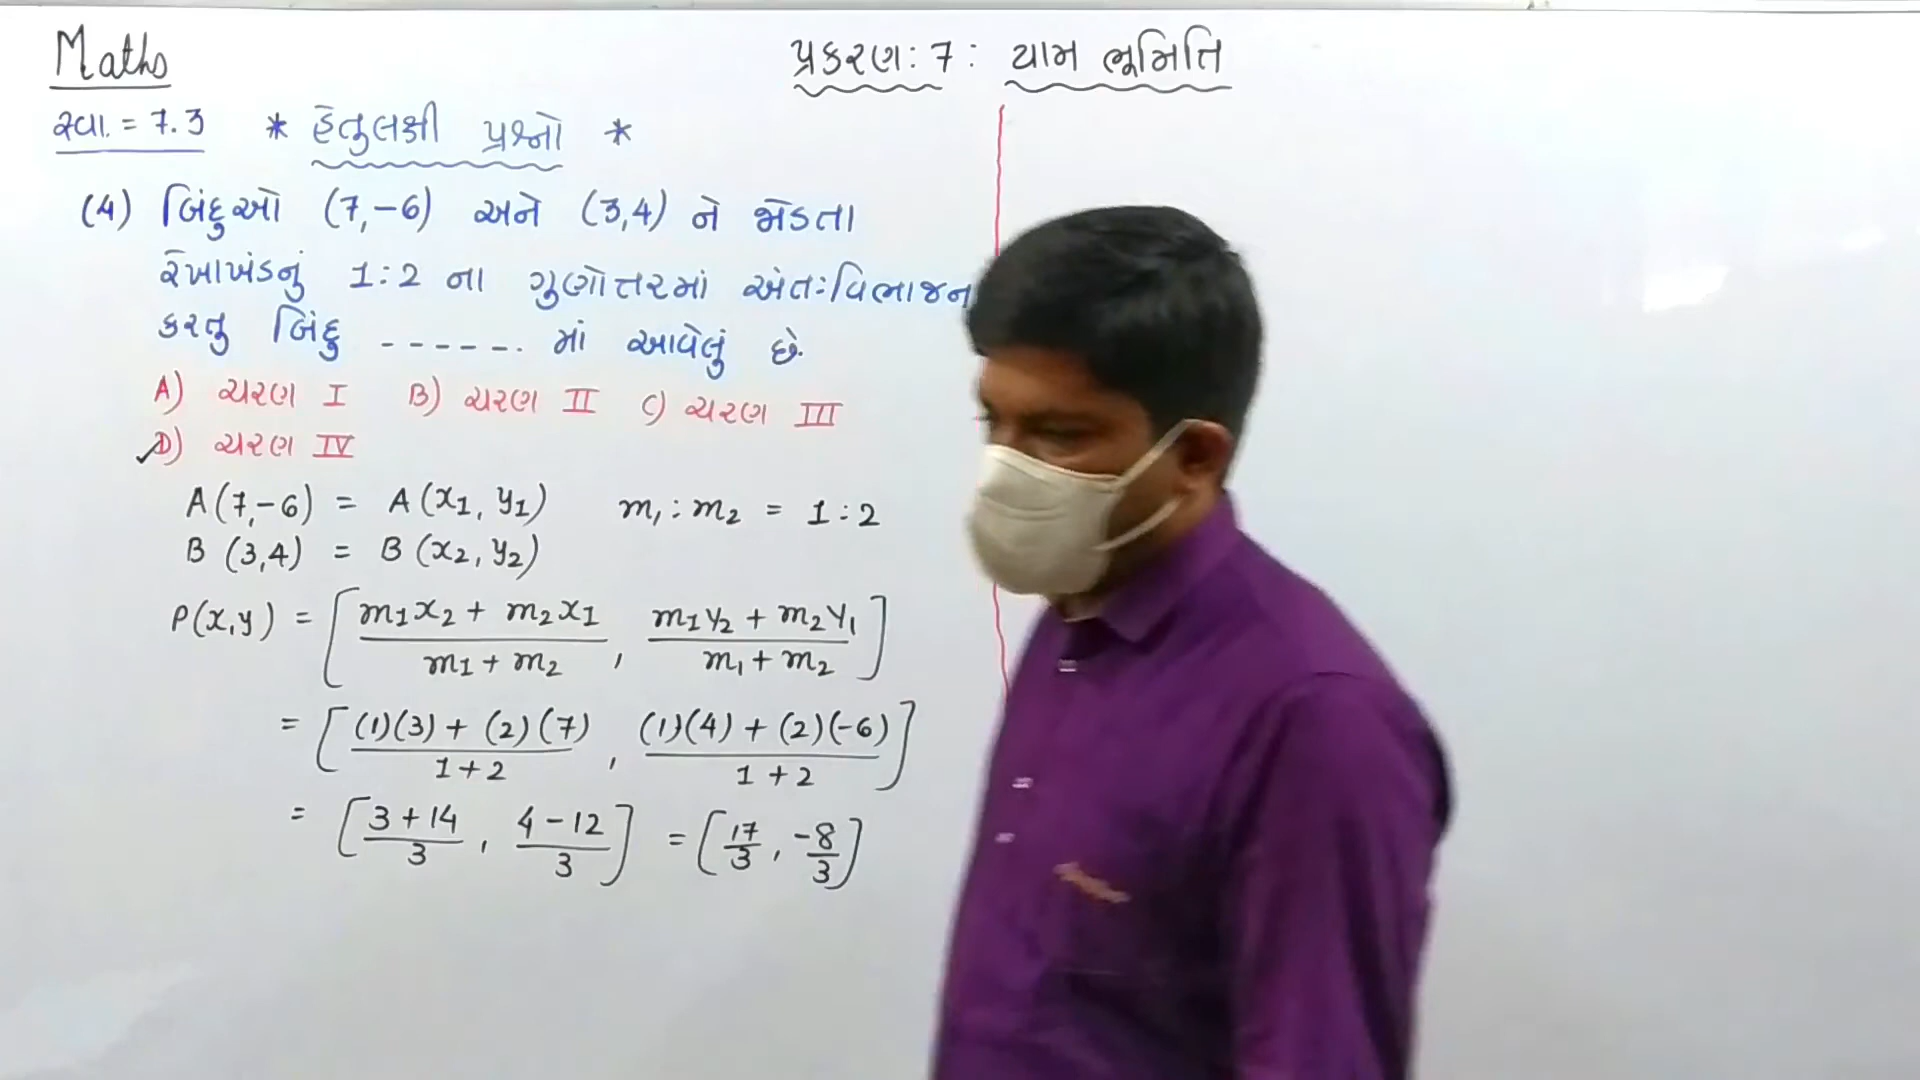 Maths
પ્રકરણ: 7: યામ ભૂમિતિ
સ્વા. = 7.3 * હેતુલક્ષી પ્રશ્નો *
(4) બિંદુઓ (7,-6) અને (3,4) ને જોડતા
રેખાખંડનું 1:2 ના ગુણોત્તરમાં અંતઃવિભાજન
કરતુ બિંદુ ------. માં આવેલું છે.
A) ચરણ I B) ચરણ II C) ચરણ III
✓D) ચરણ IV
A(7,-6) = A(x1, y1) m1:m2 = 1:2
B (3,4) = B (x2, y2)
P(x,y) = [m1x2 + m2x1 / m1 + m2 , m1y2 + m2y1 / m1 + m2]
= [(1)(3) + (2)(7) / 1+2 , (1)(4) + (2)(-6) / 1+2]
= [3+14 / 3 , 4-12 / 3] = [17/3 , -8/3]